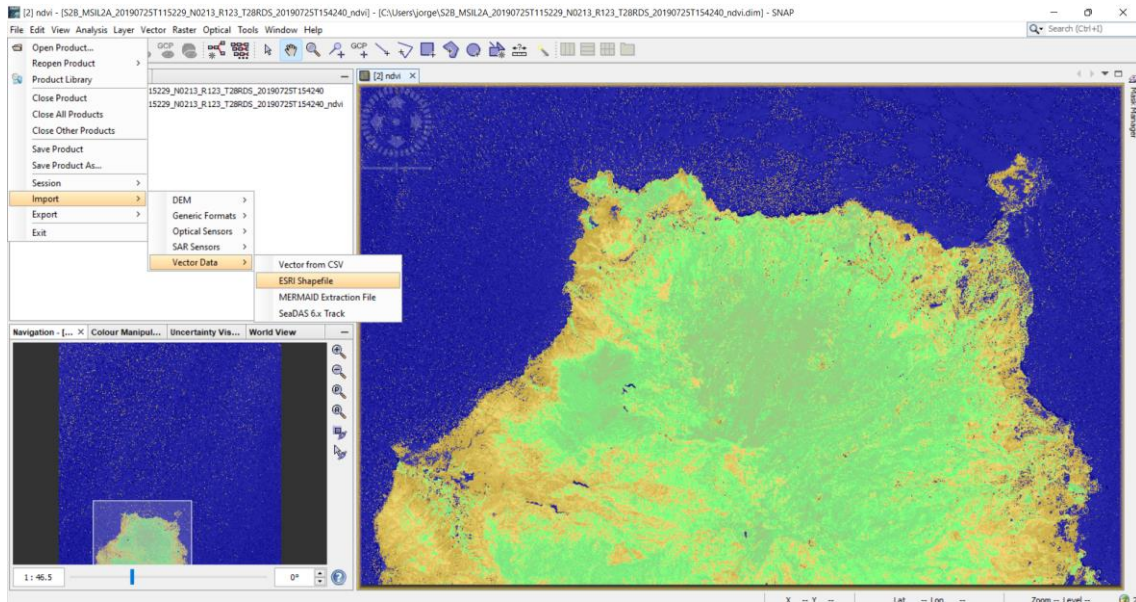 [2] ndvi - [S2B_MSIL2A_20190725T115229_N0213_R123_T28RDS_20190725T154240_ndvi] - [C:\Users\jorge\S2B_MSIL2A_20190725T115229_N0213_R123_T28RDS_20190725T154240_ndvi.dim] - SNAP
File Edit View Analysis Layer Vector Raster Optical Tools Window Help
Search (Ctrl+I)
Open Product...
Reopen Product
Product Library
Close Product
Close All Products
Close Other Products
Save Product
Save Product As...
Session
Import
Export
Exit
GCP
GCP
15229_N0213_R123_T28RDS_20190725T154240
15229_N0213_R123_T28RDS_20190725T154240_ndvi
DEM
Generic Formats
Optical Sensors
SAR Sensors
Vector Data
Vector from CSV
ESRI Shapefile
MERMAID Extraction File
SeaDAS 6.x Track
[2] ndvi
Mask Manager
Navigation - [... Colour Manipul... Uncertainty Vis... World View
1 : 46.5
0°
X -- Y -- Lat -- Lon -- Zoom -- Level --